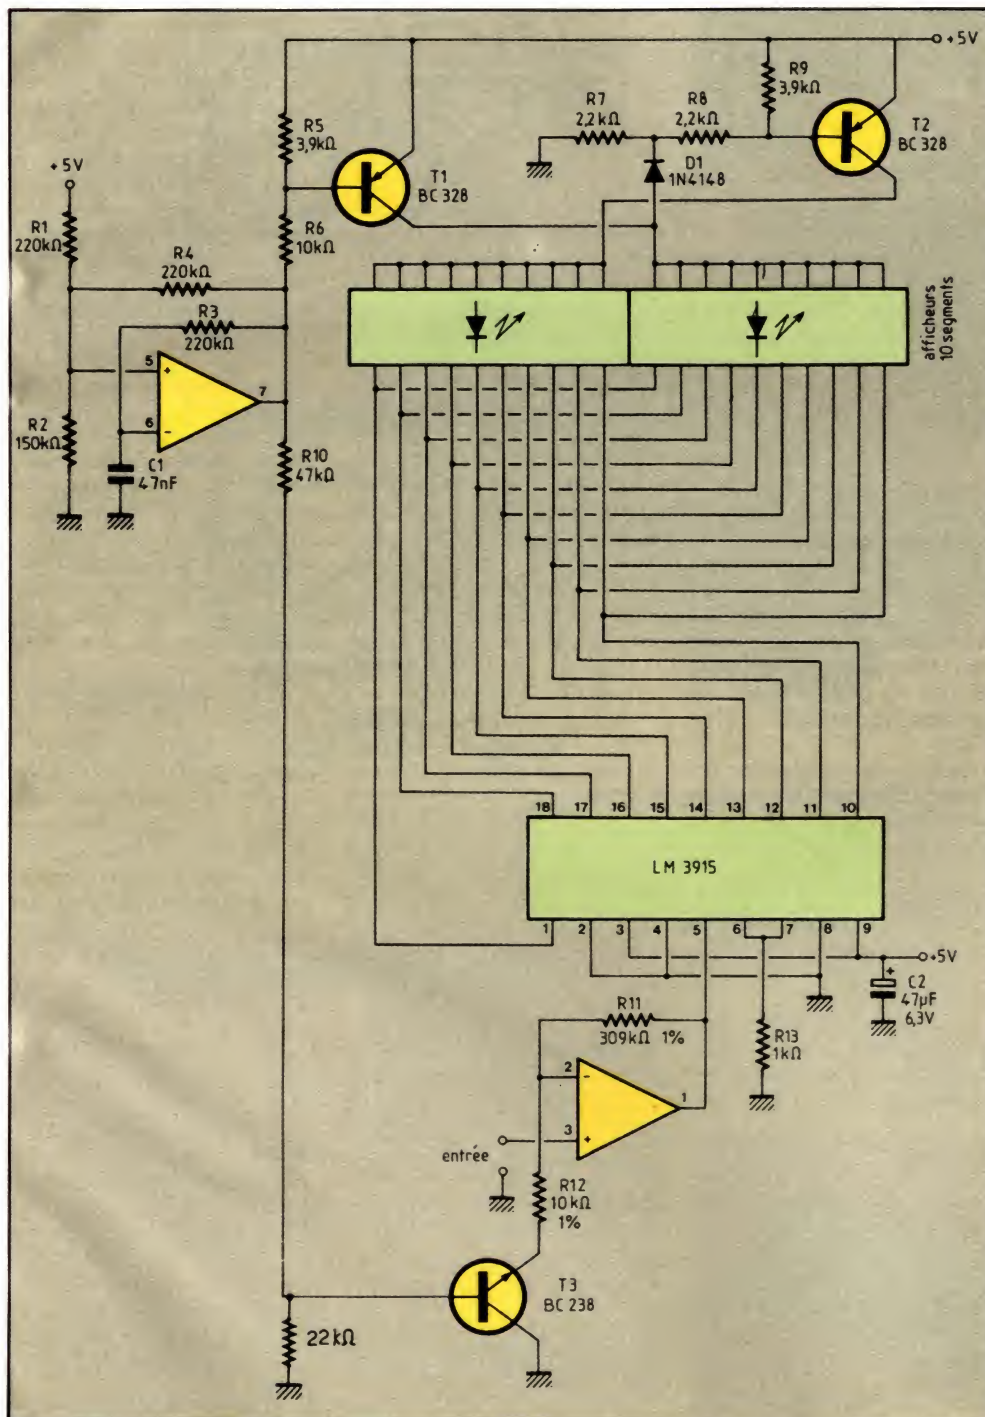 +5V
R9
3,9kΩ
R7
2,2kΩ
R8
2,2kΩ
T2
BC 328
R5
3,9kΩ
D1
1N4148
+5V
T1
BC 328
R1
220kΩ
R6
10kΩ
R4
220kΩ
R3
220kΩ
afficheurs
10 segments
5
+
7
6
-
R2
150kΩ
C1
47nF
R10
47kΩ
18 17 16 15 14 13 12 11 10
LM 3915
1 2 3 4 5 6 7 8 9
+5V
+
C2
47µF
6,3V
R11
309kΩ 1%
R13
1kΩ
2
-
1
3
+
entrée
R12
10kΩ
1%
T3
BC 238
22kΩ